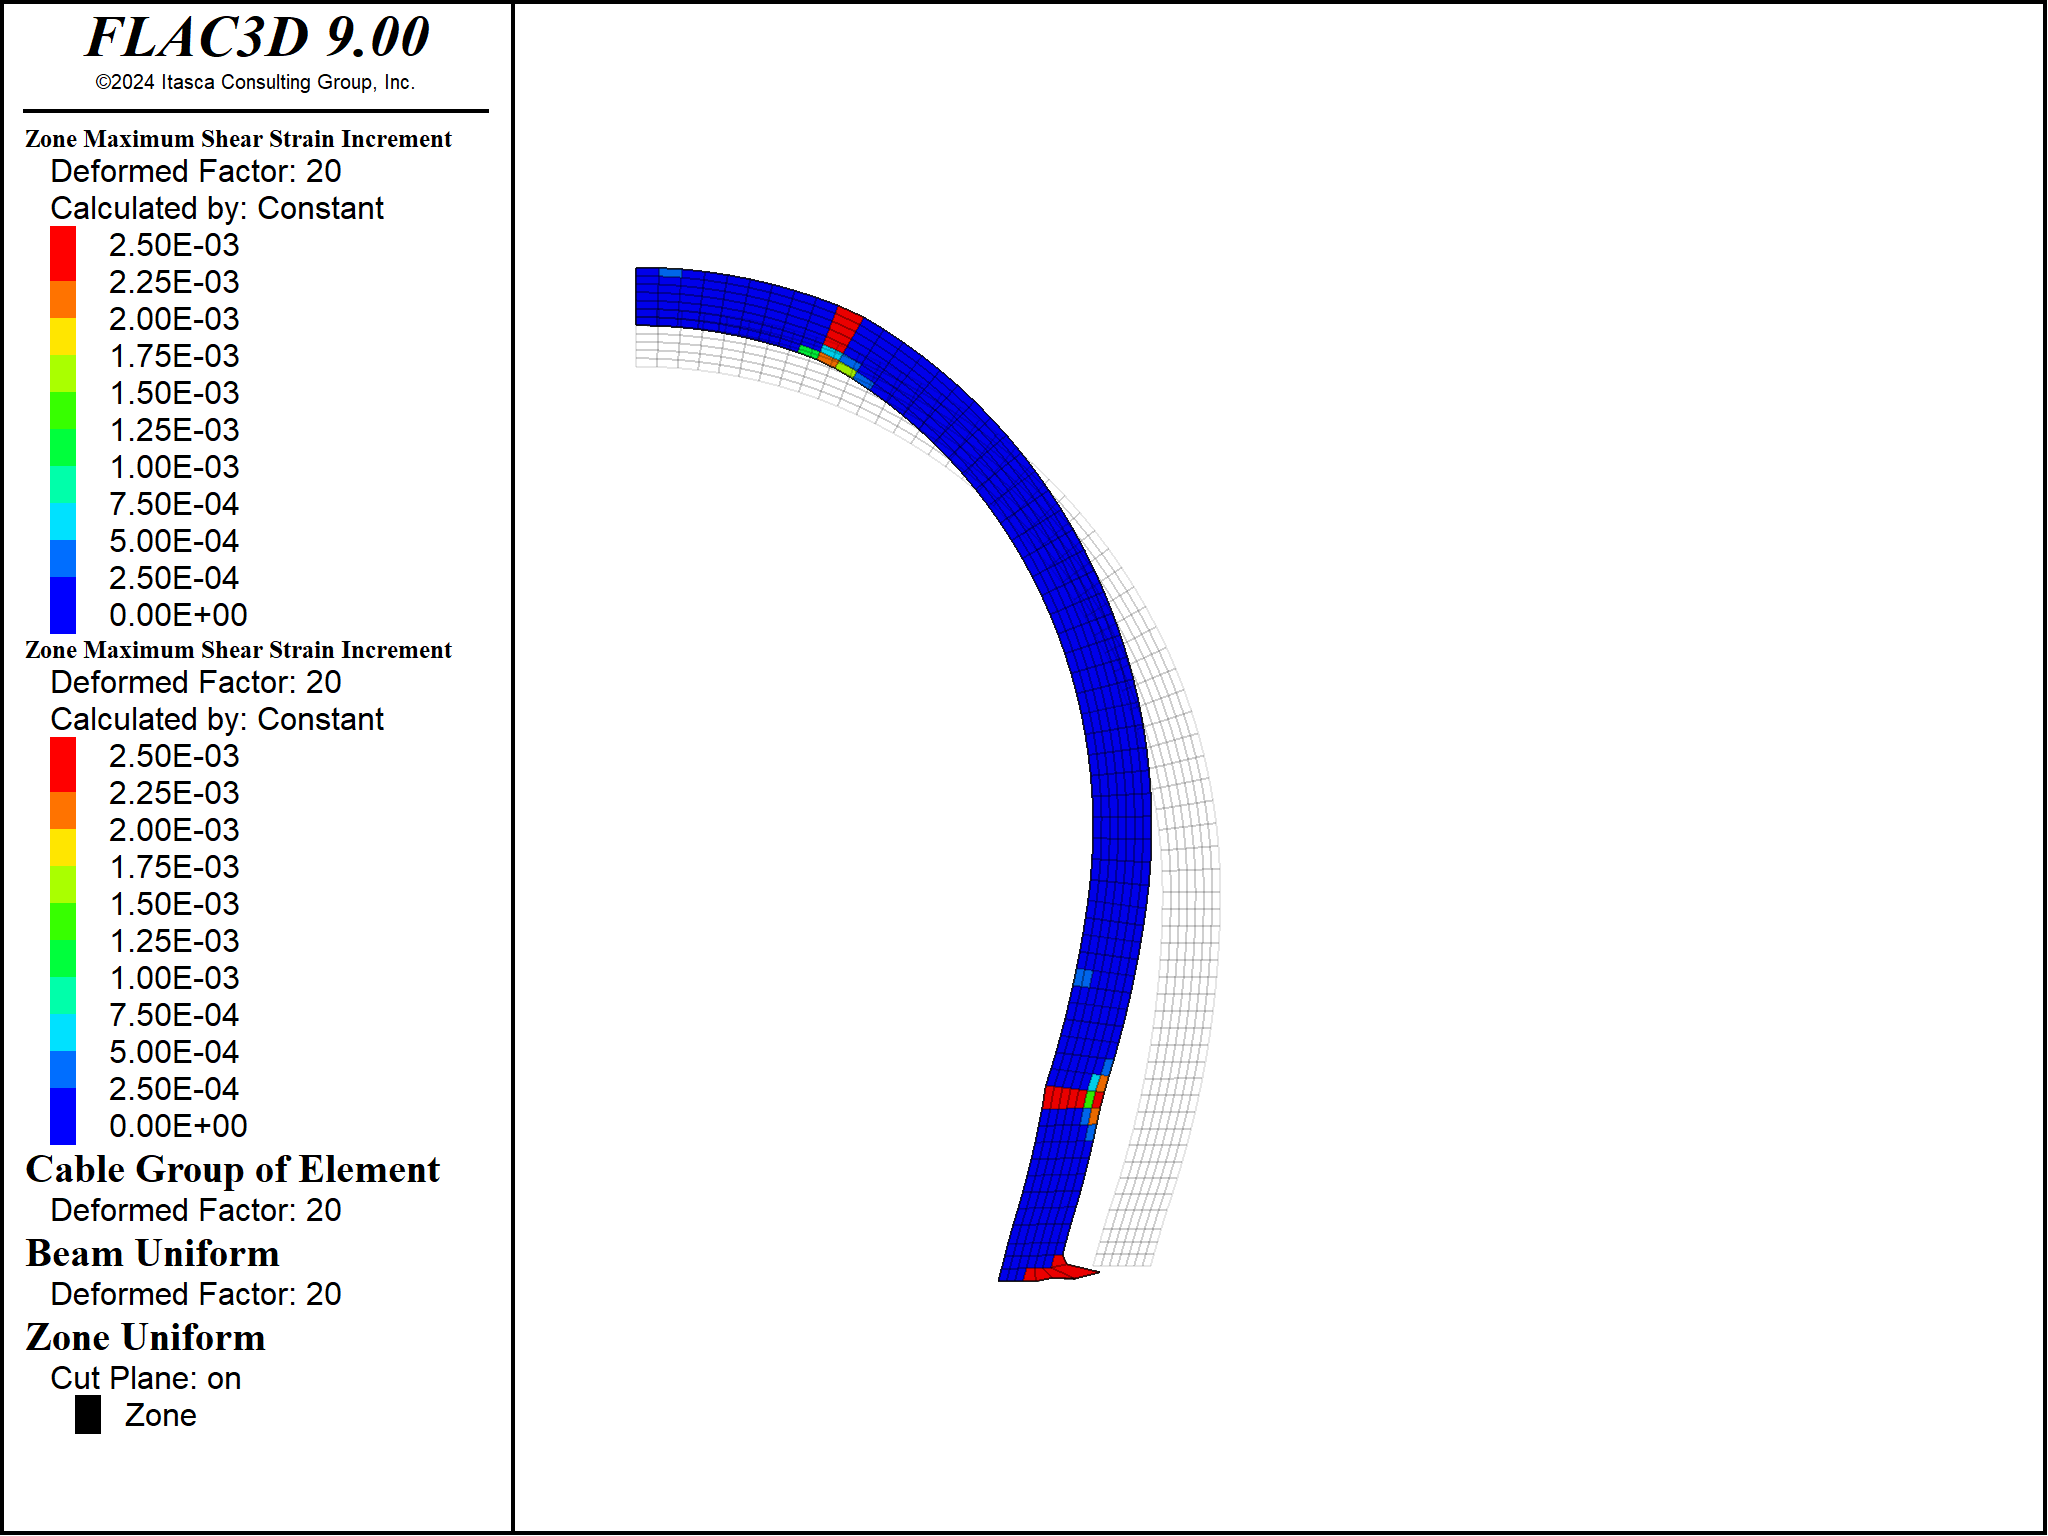 FLAC3D 9.00
©2024 Itasca Consulting Group, Inc.
Zone Maximum Shear Strain Increment
Deformed Factor: 20
Calculated by: Constant
2.50E-03
2.25E-03
2.00E-03
1.75E-03
1.50E-03
1.25E-03
1.00E-03
7.50E-04
5.00E-04
2.50E-04
0.00E+00
Zone Maximum Shear Strain Increment
Deformed Factor: 20
Calculated by: Constant
2.50E-03
2.25E-03
2.00E-03
1.75E-03
1.50E-03
1.25E-03
1.00E-03
7.50E-04
5.00E-04
2.50E-04
0.00E+00
Cable Group of Element
Deformed Factor: 20
Beam Uniform
Deformed Factor: 20
Zone Uniform
Cut Plane: on
Zone